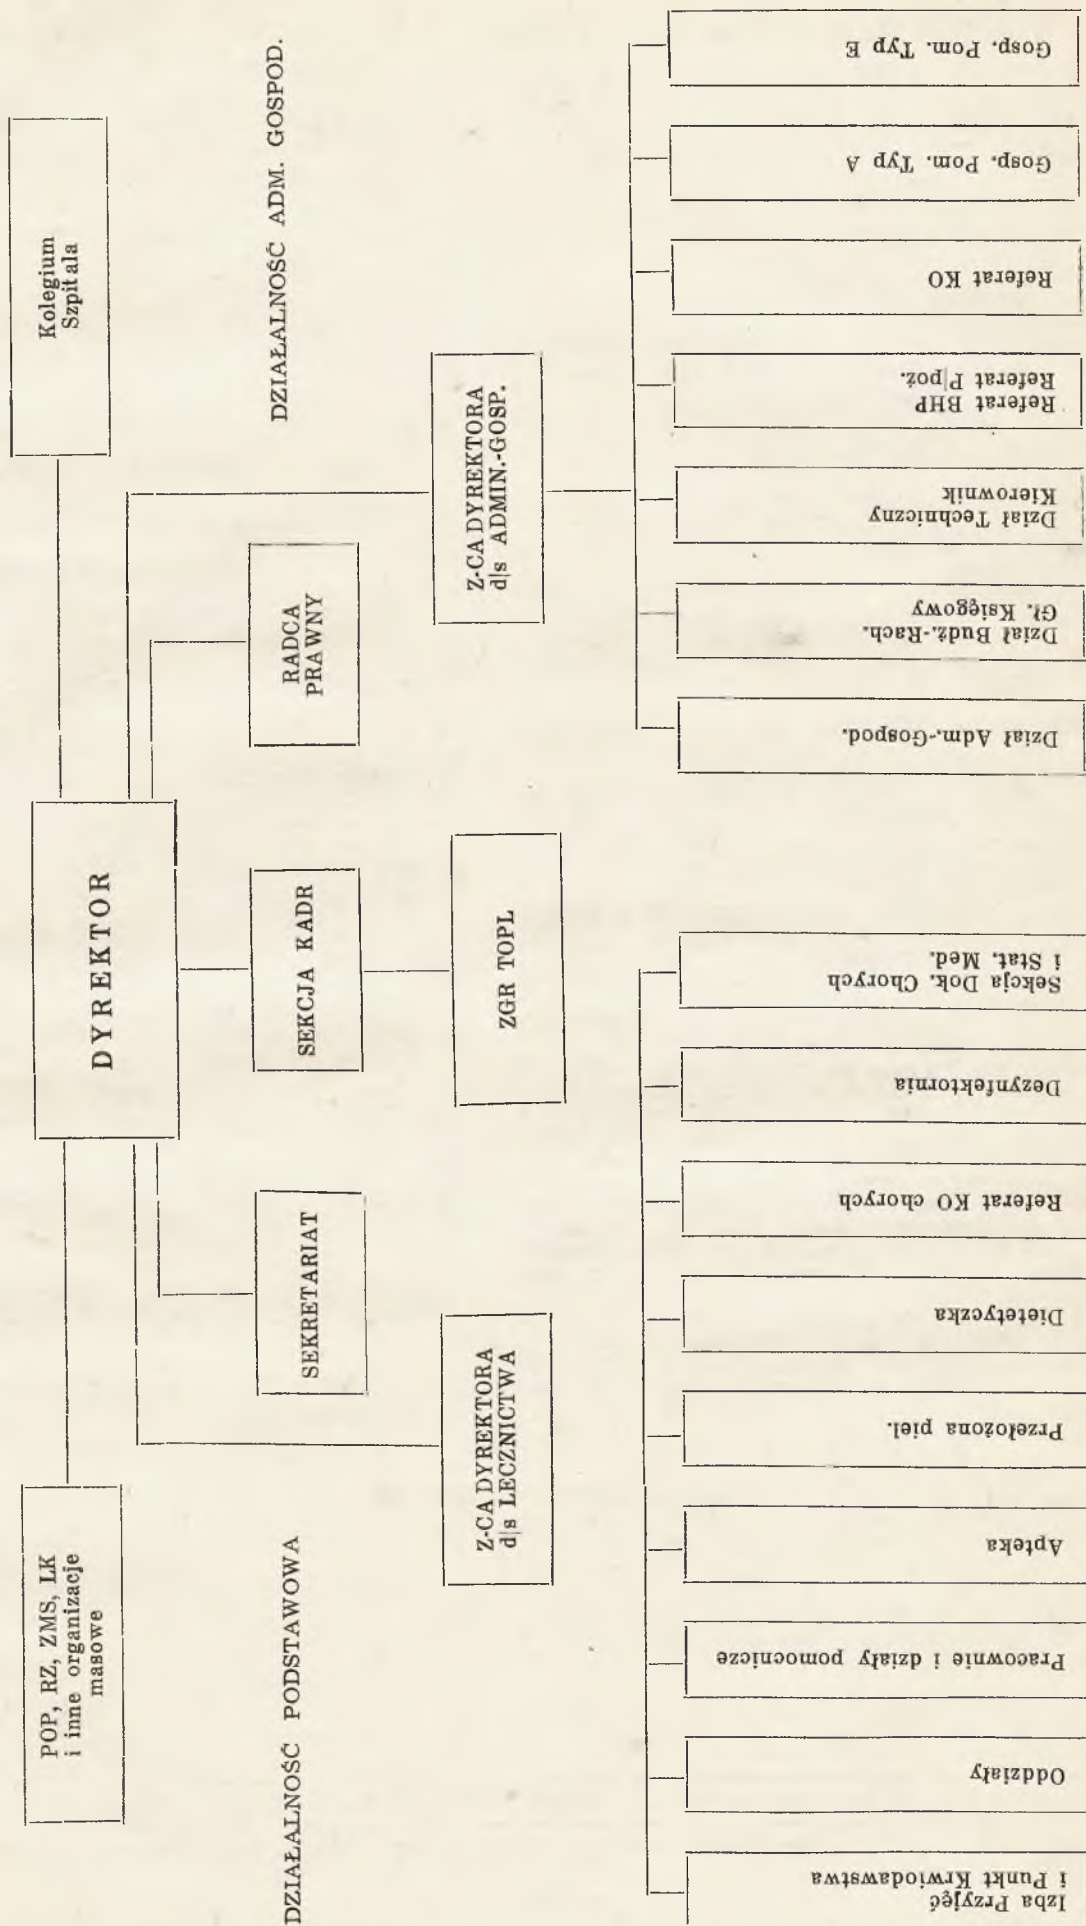 POP, RZ, ZMS, LK
i inne organizacje
masowe
DYREKTOR
Kolegium
Szpitala
DZIAŁALNOŚĆ PODSTAWOWA
SEKRETARIAT
SEKCJA KADR
RADCA
PRAWNY
DZIAŁALNOŚĆ ADM. GOSPOD.
Z-CA DYREKTORA
d|s LECZNICTWA
ZGR TOPL
Z-CA DYREKTORA
d|s ADMIN.-GOSP.
Izba Przyjęć
i Punkt Krwiodawstwa
Oddziały
Pracownie i działy pomocnicze
Apteka
Przełożona piel.
Dietetyczka
Referat KO chorych
Dezynfektornia
Sekcja Dok. Chorych
i Stat. Med.
Dział Adm.-Gospod.
Dział Budż.-Rach.
Gł. Księgowy
Dział Techniczny
Kierownik
Referat BHP
Referat P|poż.
Referat KO
Gosp. Pom. Typ A
Gosp. Pom. Typ E